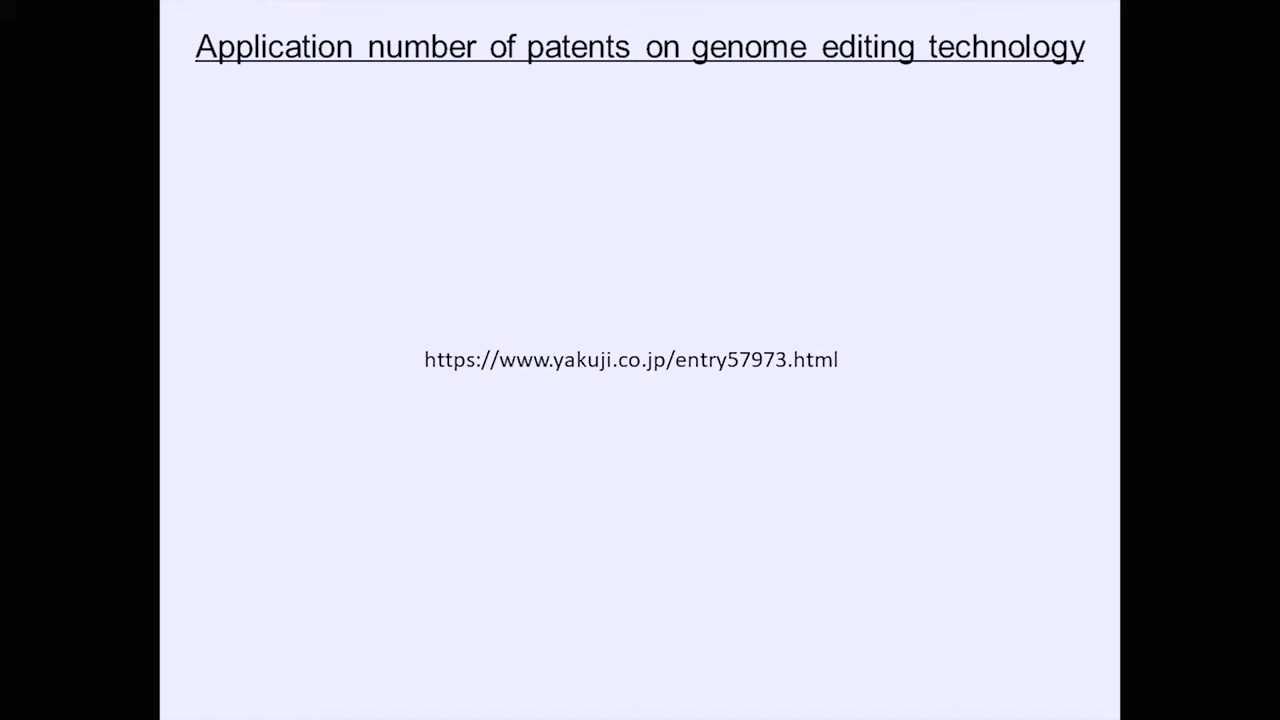 Application number of patents on genome editing technology
https://www.yakuji.co.jp/entry57973.html